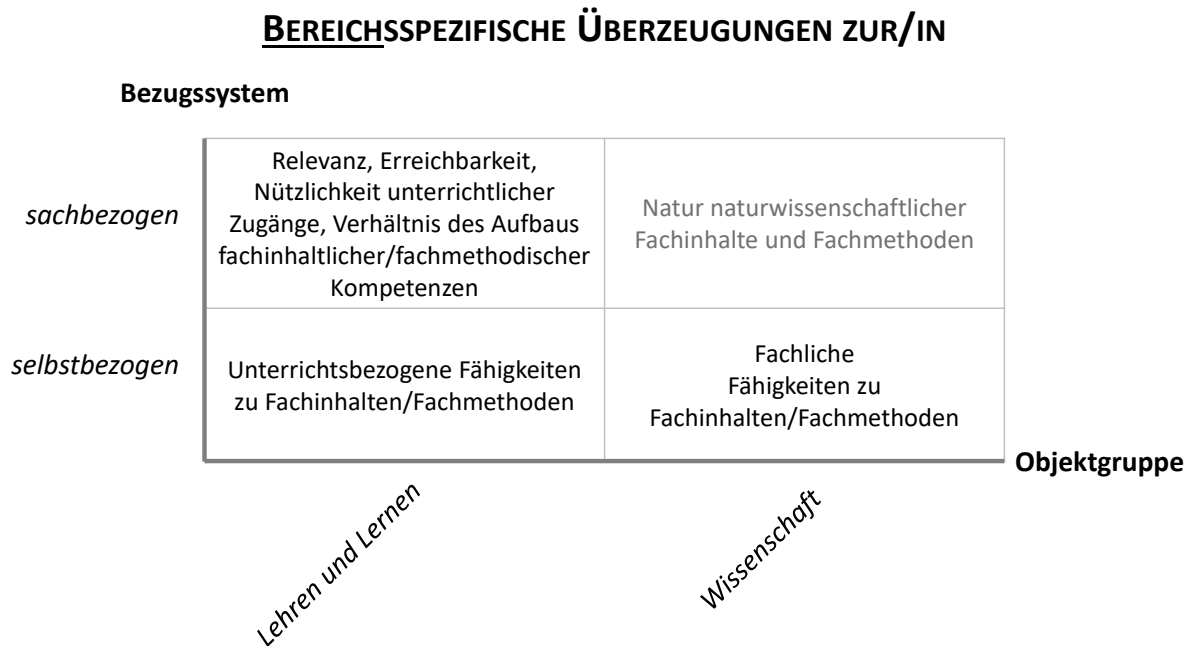 BEREICHSSPEZIFISCHE ÜBERZEUGUNGEN ZUR/IN
Bezugssystem
sachbezogen
Relevanz, Erreichbarkeit,
Nützlichkeit unterrichtlicher
Zugänge, Verhältnis des Aufbaus
fachinhaltlicher/fachmethodischer
Kompetenzen
Natur naturwissenschaftlicher
Fachinhalte und Fachmethoden
selbstbezogen
Unterrichtsbezogene Fähigkeiten
zu Fachinhalten/Fachmethoden
Fachliche
Fähigkeiten zu
Fachinhalten/Fachmethoden
Objektgruppe
Lehren und Lernen
Wissenschaft